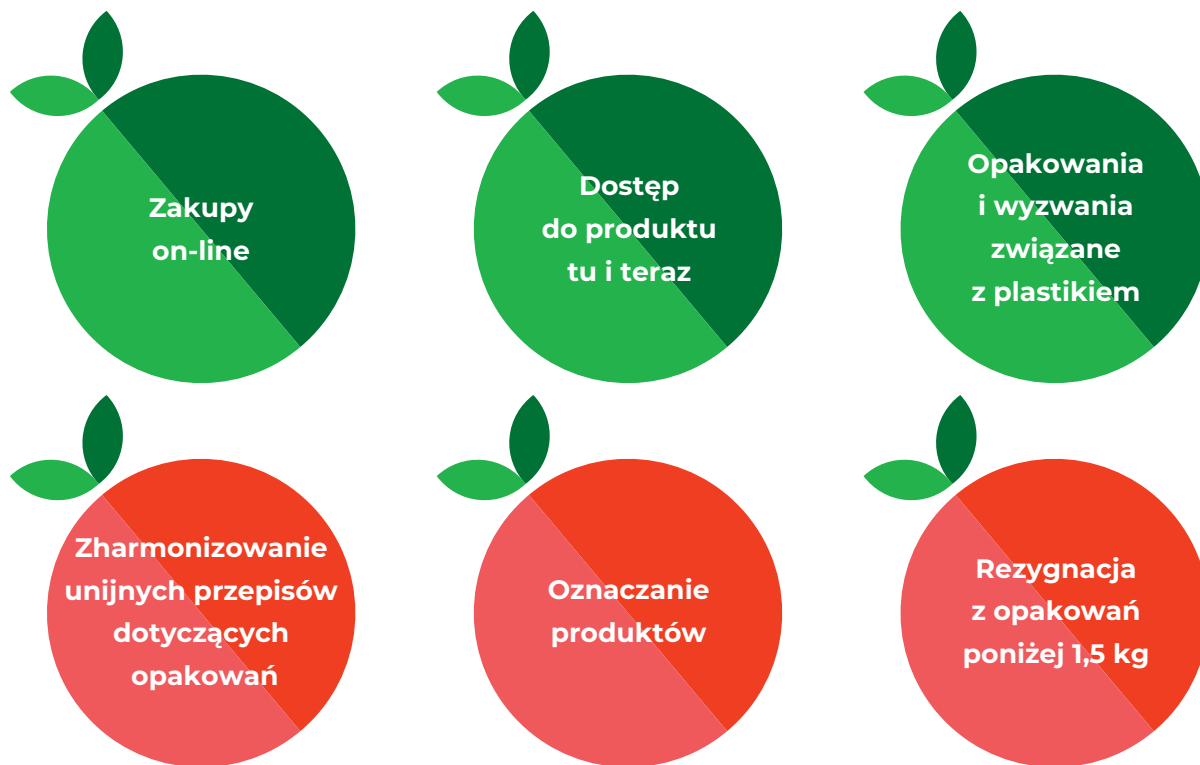 Zakupy
on-line
Dostęp
do produktu
tu i teraz
Opakowania
i wyzwania
związane
z plastikiem
Zharmonizowanie
unijnych przepisów
dotyczących
opakowań
Oznaczanie
produktów
Rezygnacja
z opakowań
poniżej 1,5 kg